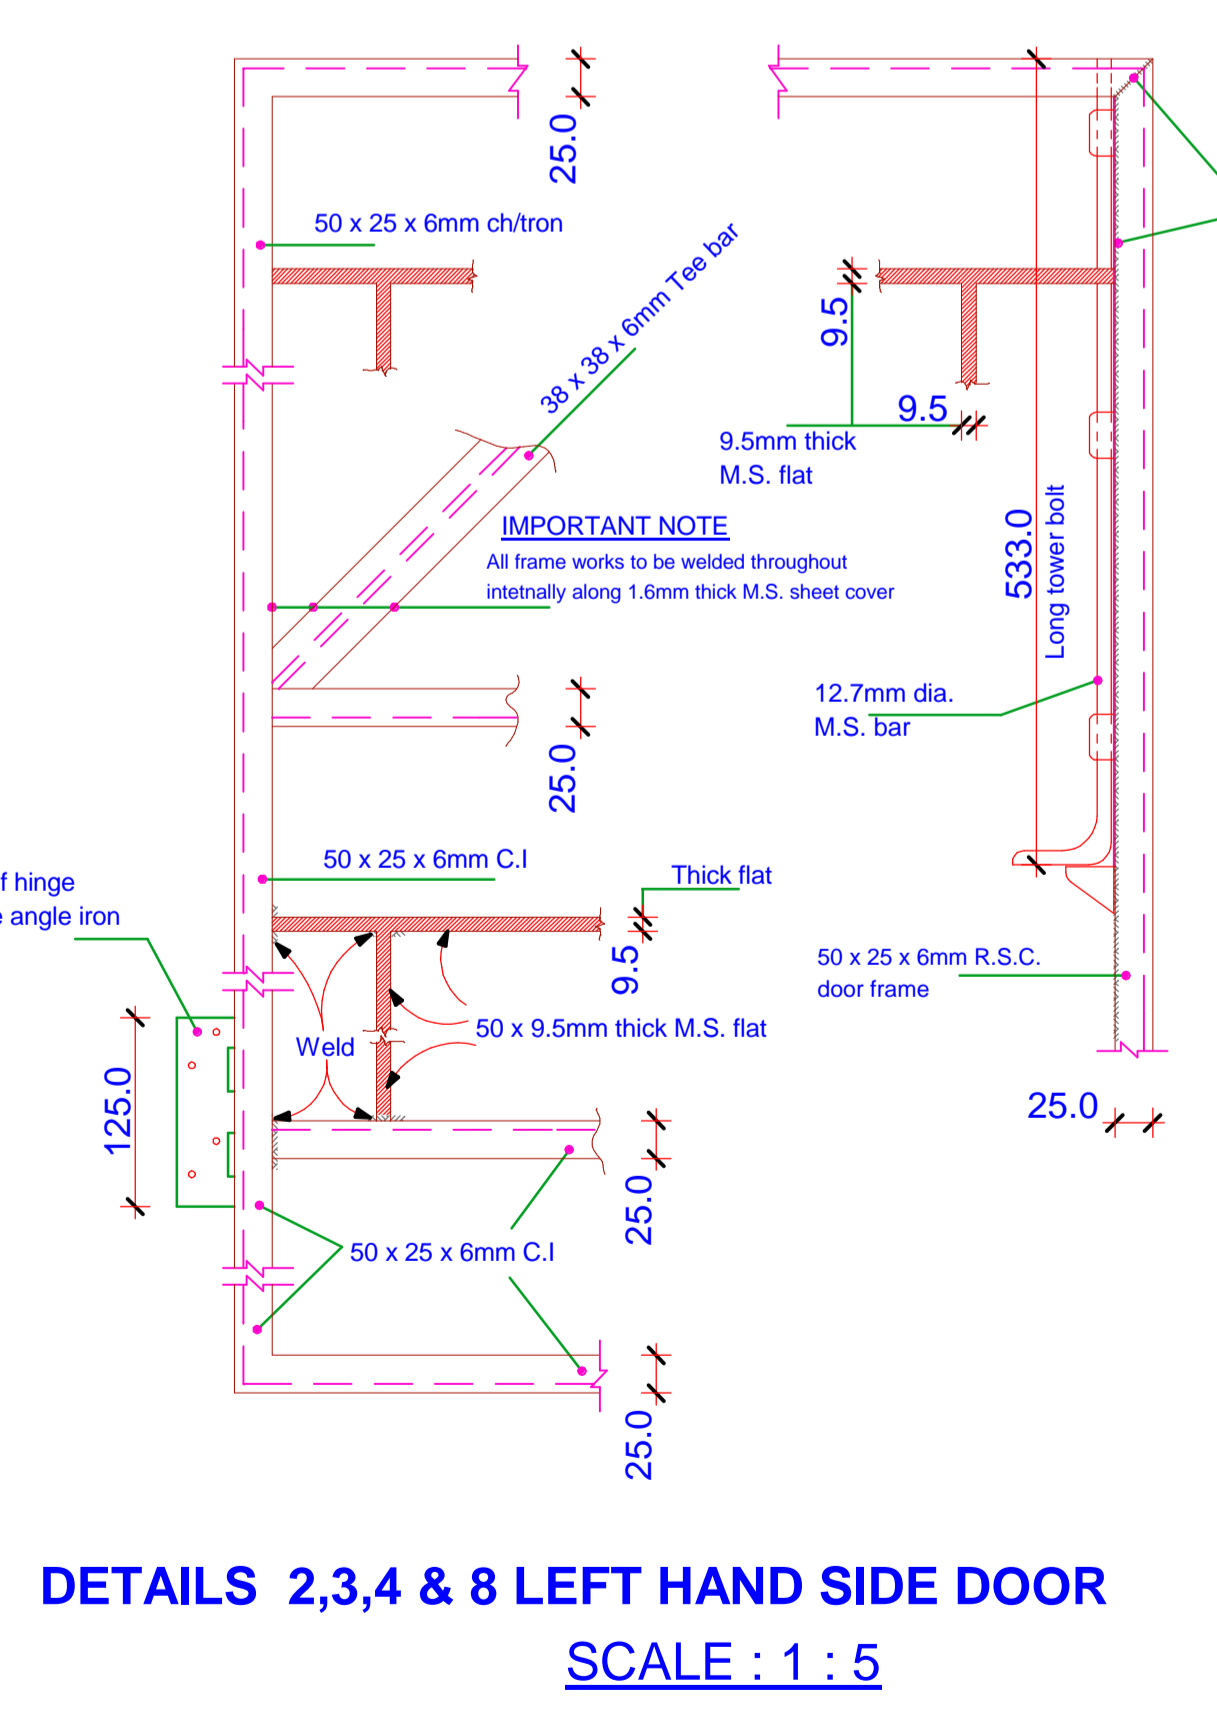 25.0
50 x 25 x 6mm ch/tron
38 x 38 x 6mm Tee bar
9.5
9.5
9.5mm thick
M.S. flat
IMPORTANT NOTE
All frame works to be welded throughout
intetnally along 1.6mm thick M.S. sheet cover
533.0
Long tower bolt
12.7mm dia.
M.S. bar
25.0
50 x 25 x 6mm C.I
Thick flat
f hinge
e angle iron
9.5
50 x 25 x 6mm R.S.C.
door frame
Weld
50 x 9.5mm thick M.S. flat
125.0
25.0
25.0
50 x 25 x 6mm C.I
25.0
DETAILS 2,3,4 & 8 LEFT HAND SIDE DOOR
SCALE : 1 : 5